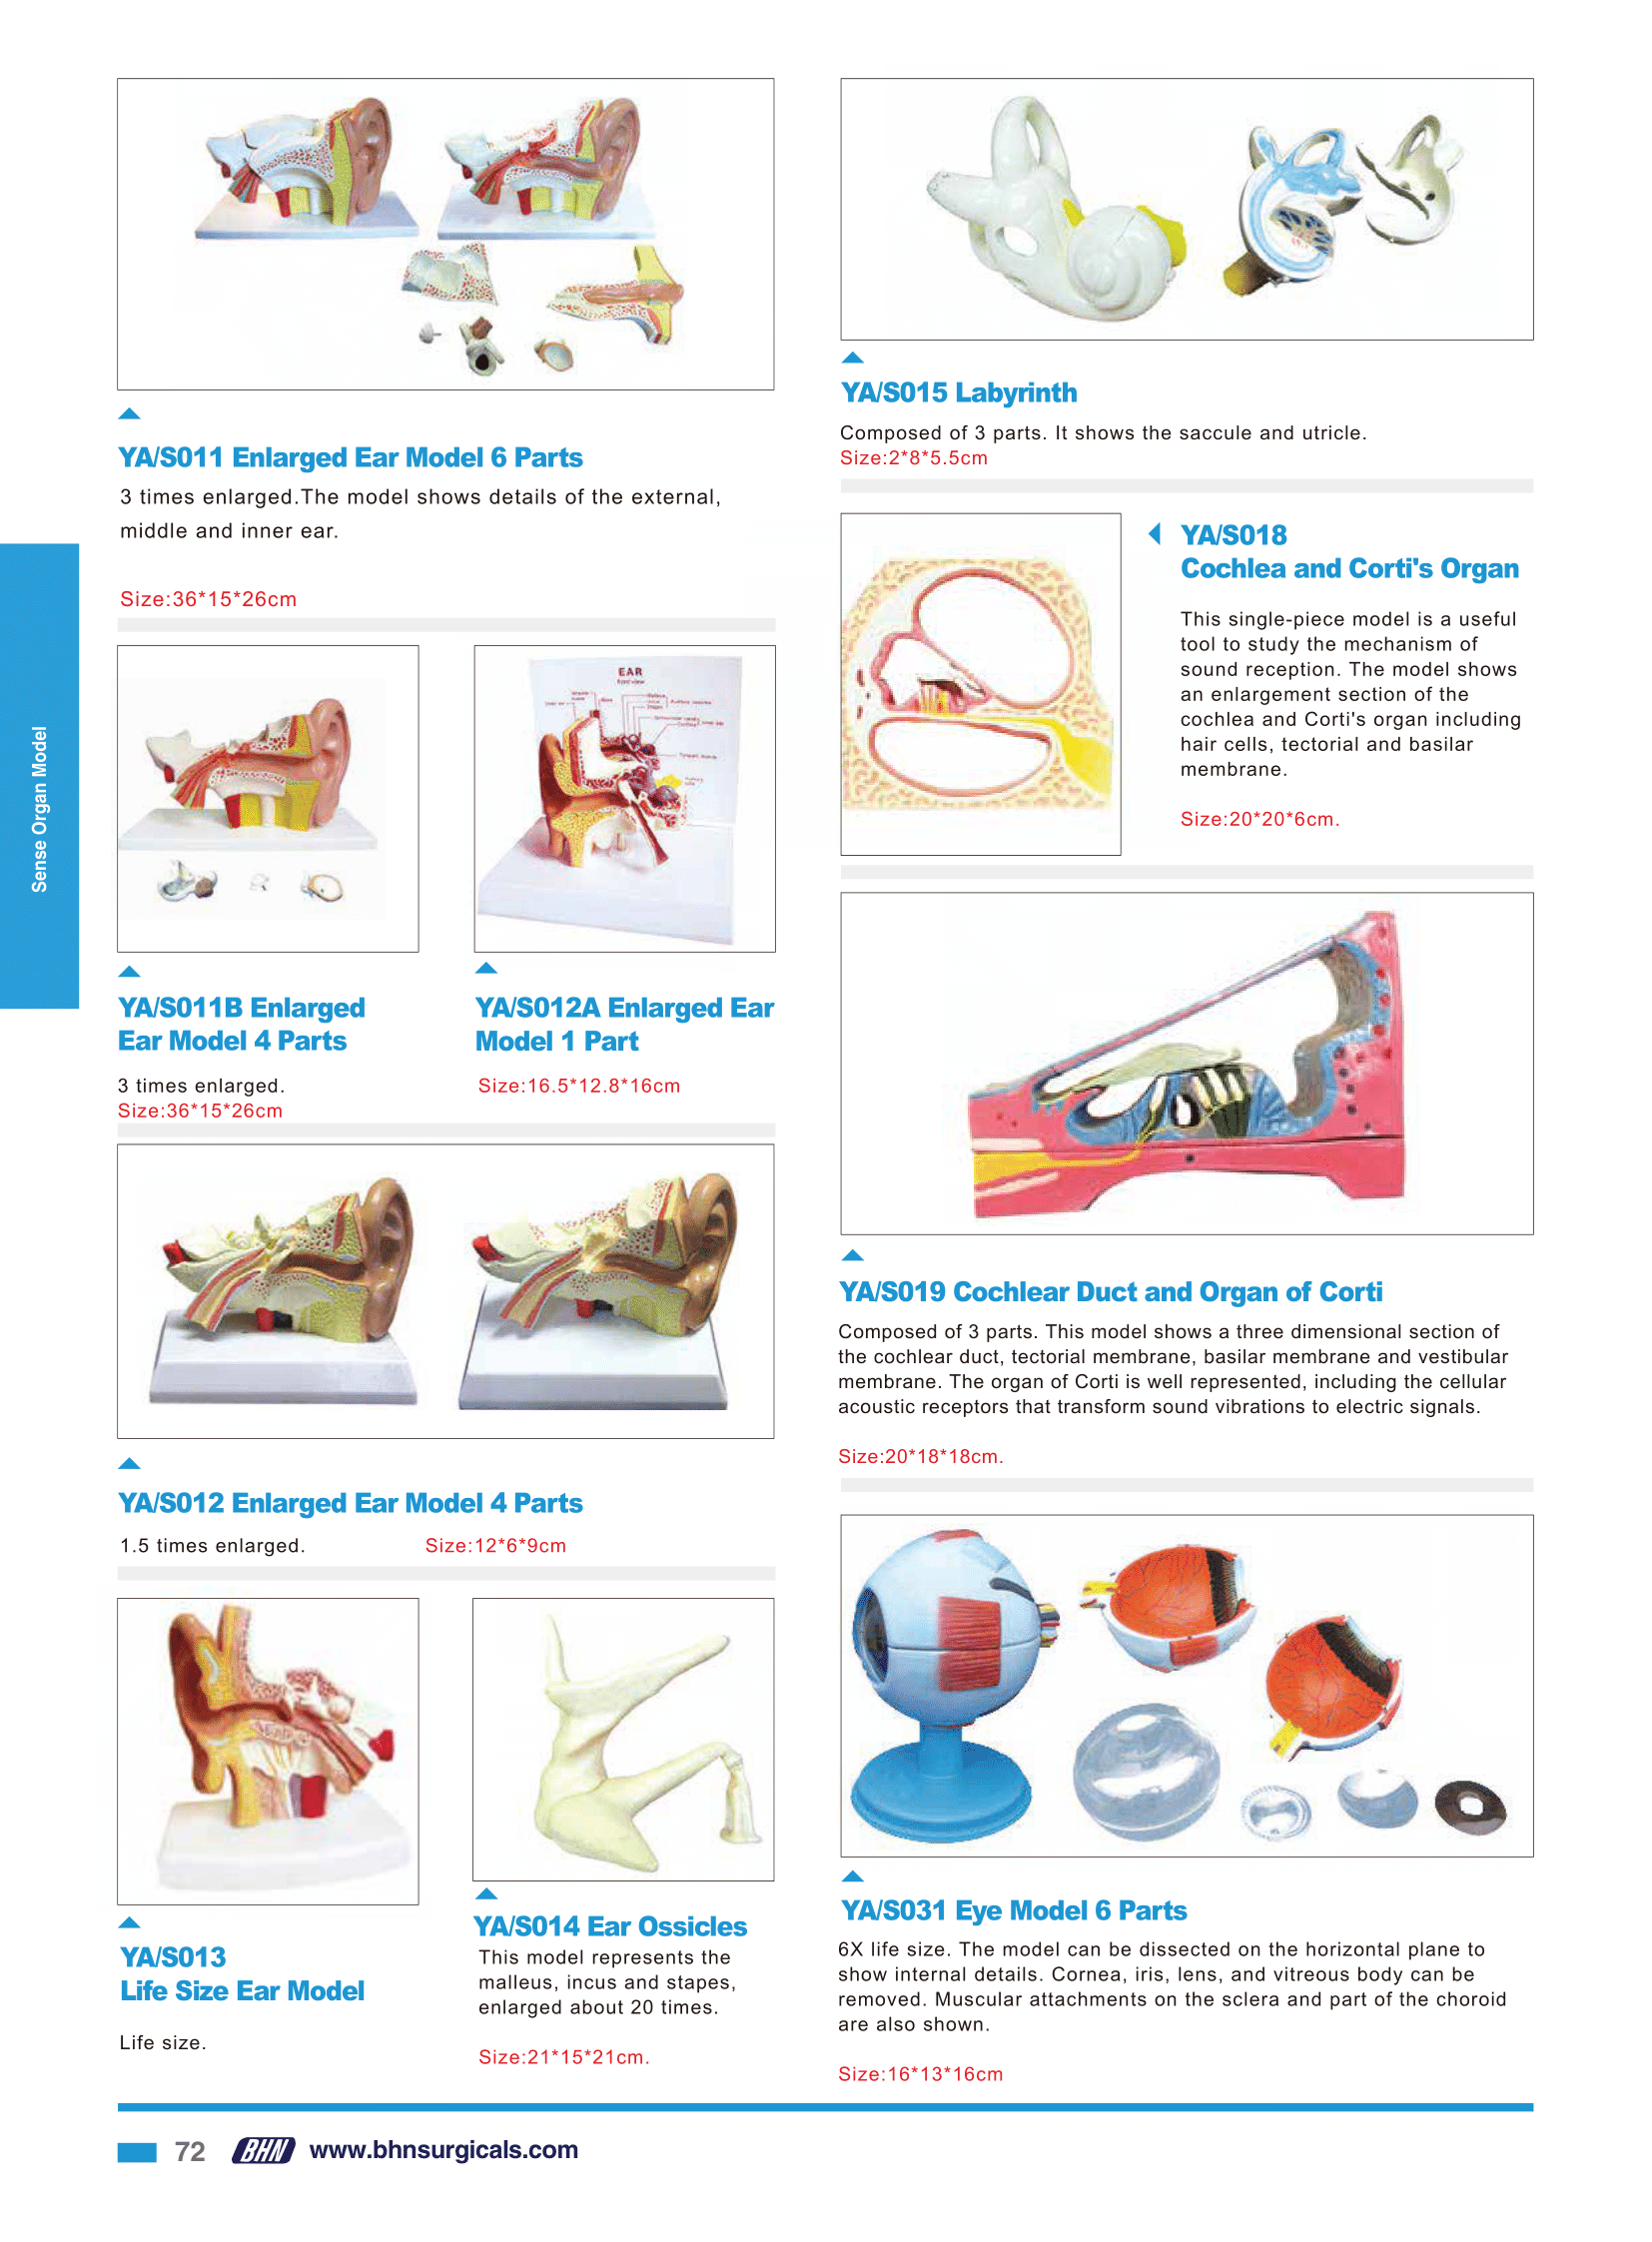 YA/S011 Enlarged Ear Model 6 Parts
3 times enlarged.The model shows details of the external,
middle and inner ear.
Size:36*15*26cm
Sense Organ Model
EAR
front view
YA/S011B Enlarged
Ear Model 4 Parts
3 times enlarged.
Size:36*15*26cm
YA/S012A Enlarged Ear
Model 1 Part
Size:16.5*12.8*16cm
YA/S012 Enlarged Ear Model 4 Parts
1.5 times enlarged.
Size:12*6*9cm
YA/S013
Life Size Ear Model
Life size.
YA/S014 Ear Ossicles
This model represents the
malleus, incus and stapes,
enlarged about 20 times.
Size:21*15*21cm.
YA/S015 Labyrinth
Composed of 3 parts. It shows the saccule and utricle.
Size:2*8*5.5cm
YA/S018
Cochlea and Corti's Organ
This single-piece model is a useful
tool to study the mechanism of
sound reception. The model shows
an enlargement section of the
cochlea and Corti's organ including
hair cells, tectorial and basilar
membrane.
Size:20*20*6cm.
YA/S019 Cochlear Duct and Organ of Corti
Composed of 3 parts. This model shows a three dimensional section of
the cochlear duct, tectorial membrane, basilar membrane and vestibular
membrane. The organ of Corti is well represented, including the cellular
acoustic receptors that transform sound vibrations to electric signals.
Size:20*18*18cm.
YA/S031 Eye Model 6 Parts
6X life size. The model can be dissected on the horizontal plane to
show internal details. Cornea, iris, lens, and vitreous body can be
removed. Muscular attachments on the sclera and part of the choroid
are also shown.
Size:16*13*16cm
72
BHN
www.bhnsurgicals.com